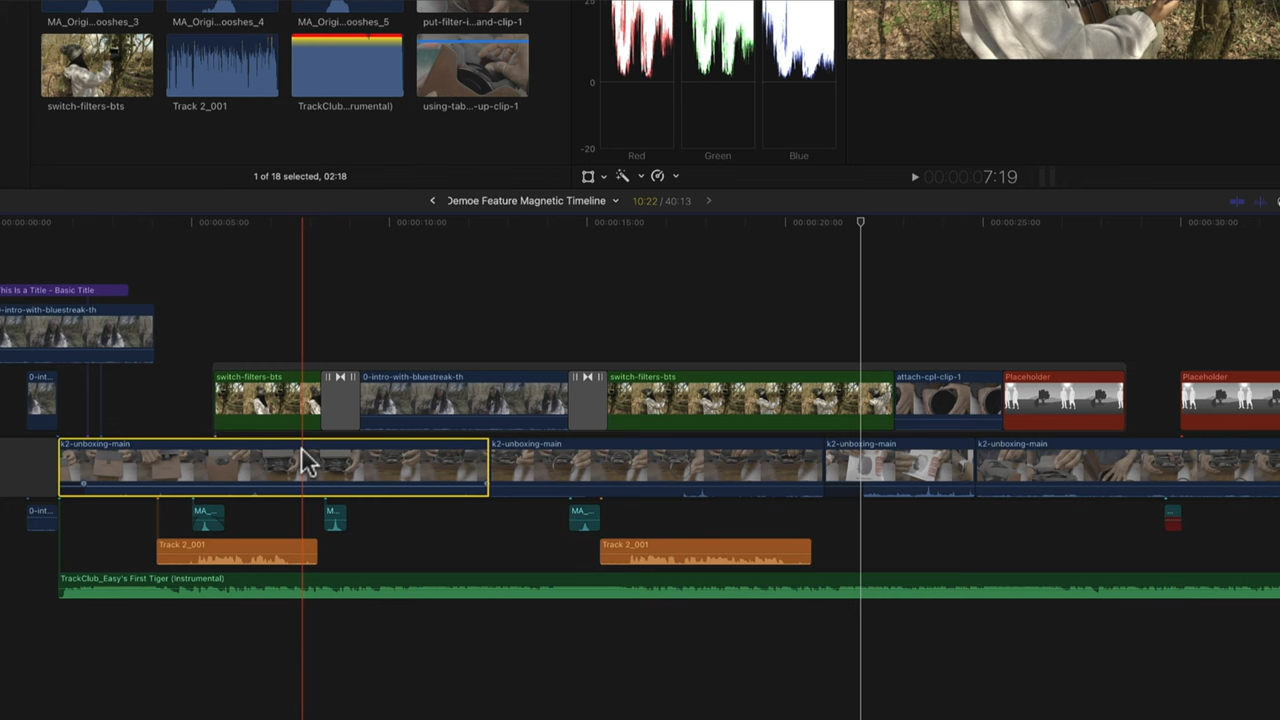 MA_Origi...ooshes_3
MA_Origi...ooshes_4
MA_Origi...ooshes_5
put-filter-i...and-clip-1
switch-filters-bts
Track 2_001
TrackClub...rumental)
using-tab...-up-clip-1
25
0
-20
Red
Green
Blue
1 of 18 selected, 02:18
00:00:00:07:19
Demoe Feature Magnetic Timeline
10:22 / 40:13
00:00:00:00
00:00:05:00
00:00:10:00
00:00:15:00
00:00:20:00
00:00:25:00
00:00:30:00
his Is a Title - Basic Title
0-intro-with-bluestreak-th
0-int...
switch-filters-bts
0-intro-with-bluestreak-th
switch-filters-bts
attach-cpl-clip-1
Placeholder
Placeholder
k2-unboxing-main
k2-unboxing-main
k2-unboxing-main
k2-unboxing-main
0-int...
MA_...
M...
MA_...
...
Track 2_001
Track 2_001
TrackClub_Easy's First Tiger (Instrumental)